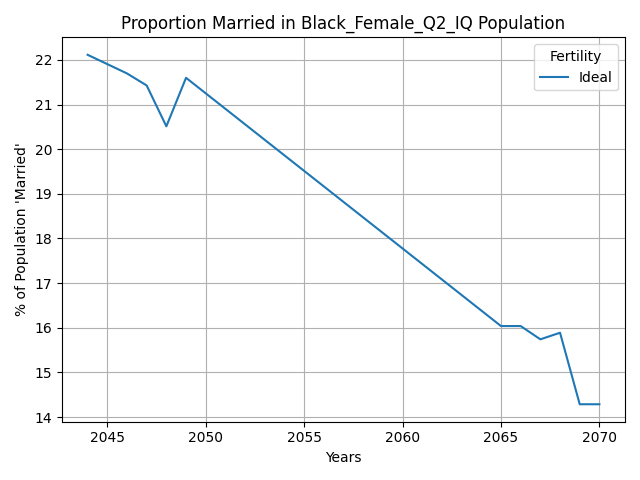 Proportion Married in Black_Female_Q2_IQ Population
Fertility
Ideal
% of Population 'Married'
22
21
20
19
18
17
16
15
14
2045 2050 2055 2060 2065 2070
Years